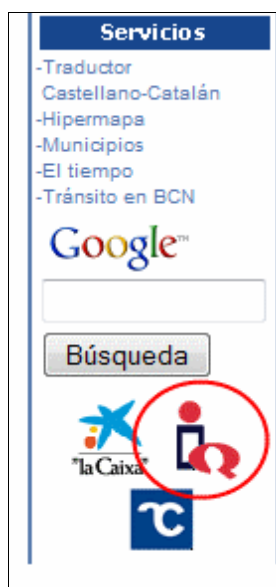 Servicios
-Traductor
Castellano-Catalán
-Hipermapa
-Municipios
-El tiempo
-Tránsito en BCN
Google™
Búsqueda
"la Caixa"